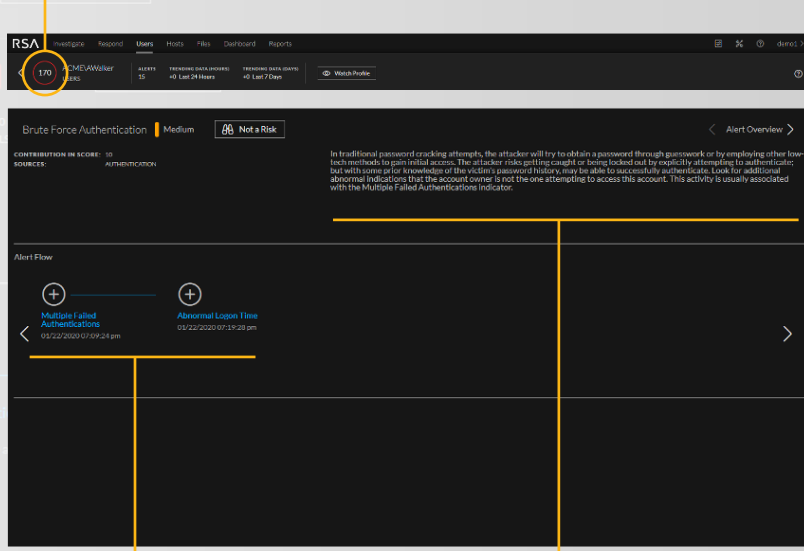 RSA Investigate Respond Users Hosts Files Dashboard Reports demo1
170 ACME\AWalker USERS
ALERTS 15
TRENDING DATA (HOURS) +0 Last 24 Hours
TRENDING DATA (DAYS) +0 Last 7 Days
Watch Profile
Brute Force Authentication Medium Not a Risk Alert Overview
CONTRIBUTION IN SCORE: 10
SOURCES: AUTHENTICATION
In traditional password cracking attempts, the attacker will try to obtain a password through guesswork or by employing other low-
tech methods to gain initial access. The attacker risks getting caught or being locked out by explicitly attempting to authenticate;
but with some prior knowledge of the victim's password history, may be able to successfully authenticate. Look for additional
abnormal indications that the account owner is not the one attempting to access this account. This activity is usually associated
with the Multiple Failed Authentications indicator.
Alert Flow
Multiple Failed
Authentications
01/22/2020 07:09:24 pm
Abnormal Logon Time
01/22/2020 07:19:28 pm